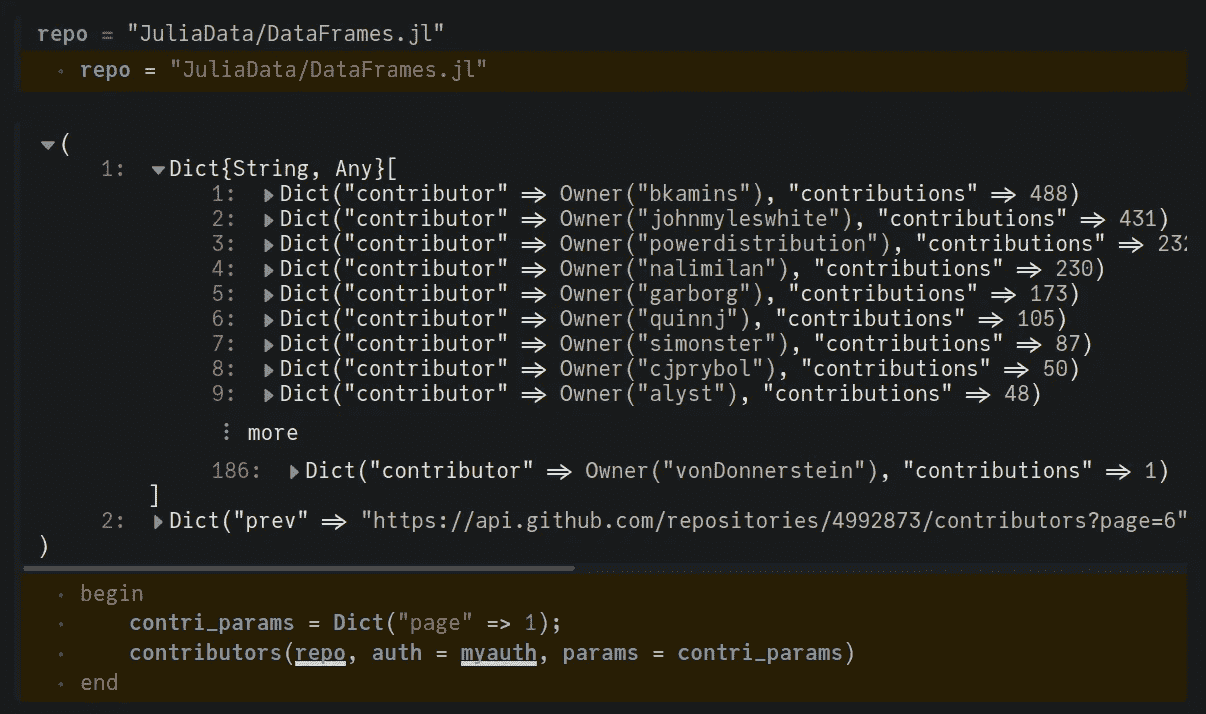 repo = "JuliaData/DataFrames.jl"
repo = "JuliaData/DataFrames.jl"
(
1: Dict{String, Any}[
1: Dict("contributor" ⇒ Owner("bkamins"), "contributions" ⇒ 488)
2: Dict("contributor" ⇒ Owner("johnmyleswhite"), "contributions" ⇒ 431)
3: Dict("contributor" ⇒ Owner("powerdistribution"), "contributions" ⇒ 232
4: Dict("contributor" ⇒ Owner("nalimilan"), "contributions" ⇒ 230)
5: Dict("contributor" ⇒ Owner("garborg"), "contributions" ⇒ 173)
6: Dict("contributor" ⇒ Owner("quinnj"), "contributions" ⇒ 105)
7: Dict("contributor" ⇒ Owner("simonster"), "contributions" ⇒ 87)
8: Dict("contributor" ⇒ Owner("cjprybol"), "contributions" ⇒ 50)
9: Dict("contributor" ⇒ Owner("alyst"), "contributions" ⇒ 48)
⋮ more
186: Dict("contributor" ⇒ Owner("vonDonnerstein"), "contributions" ⇒ 1)
]
2: Dict("prev" ⇒ "https://api.github.com/repositories/4992873/contributors?page=6"
)
begin
contri_params = Dict("page" => 1);
contributors(repo, auth = myauth, params = contri_params)
end